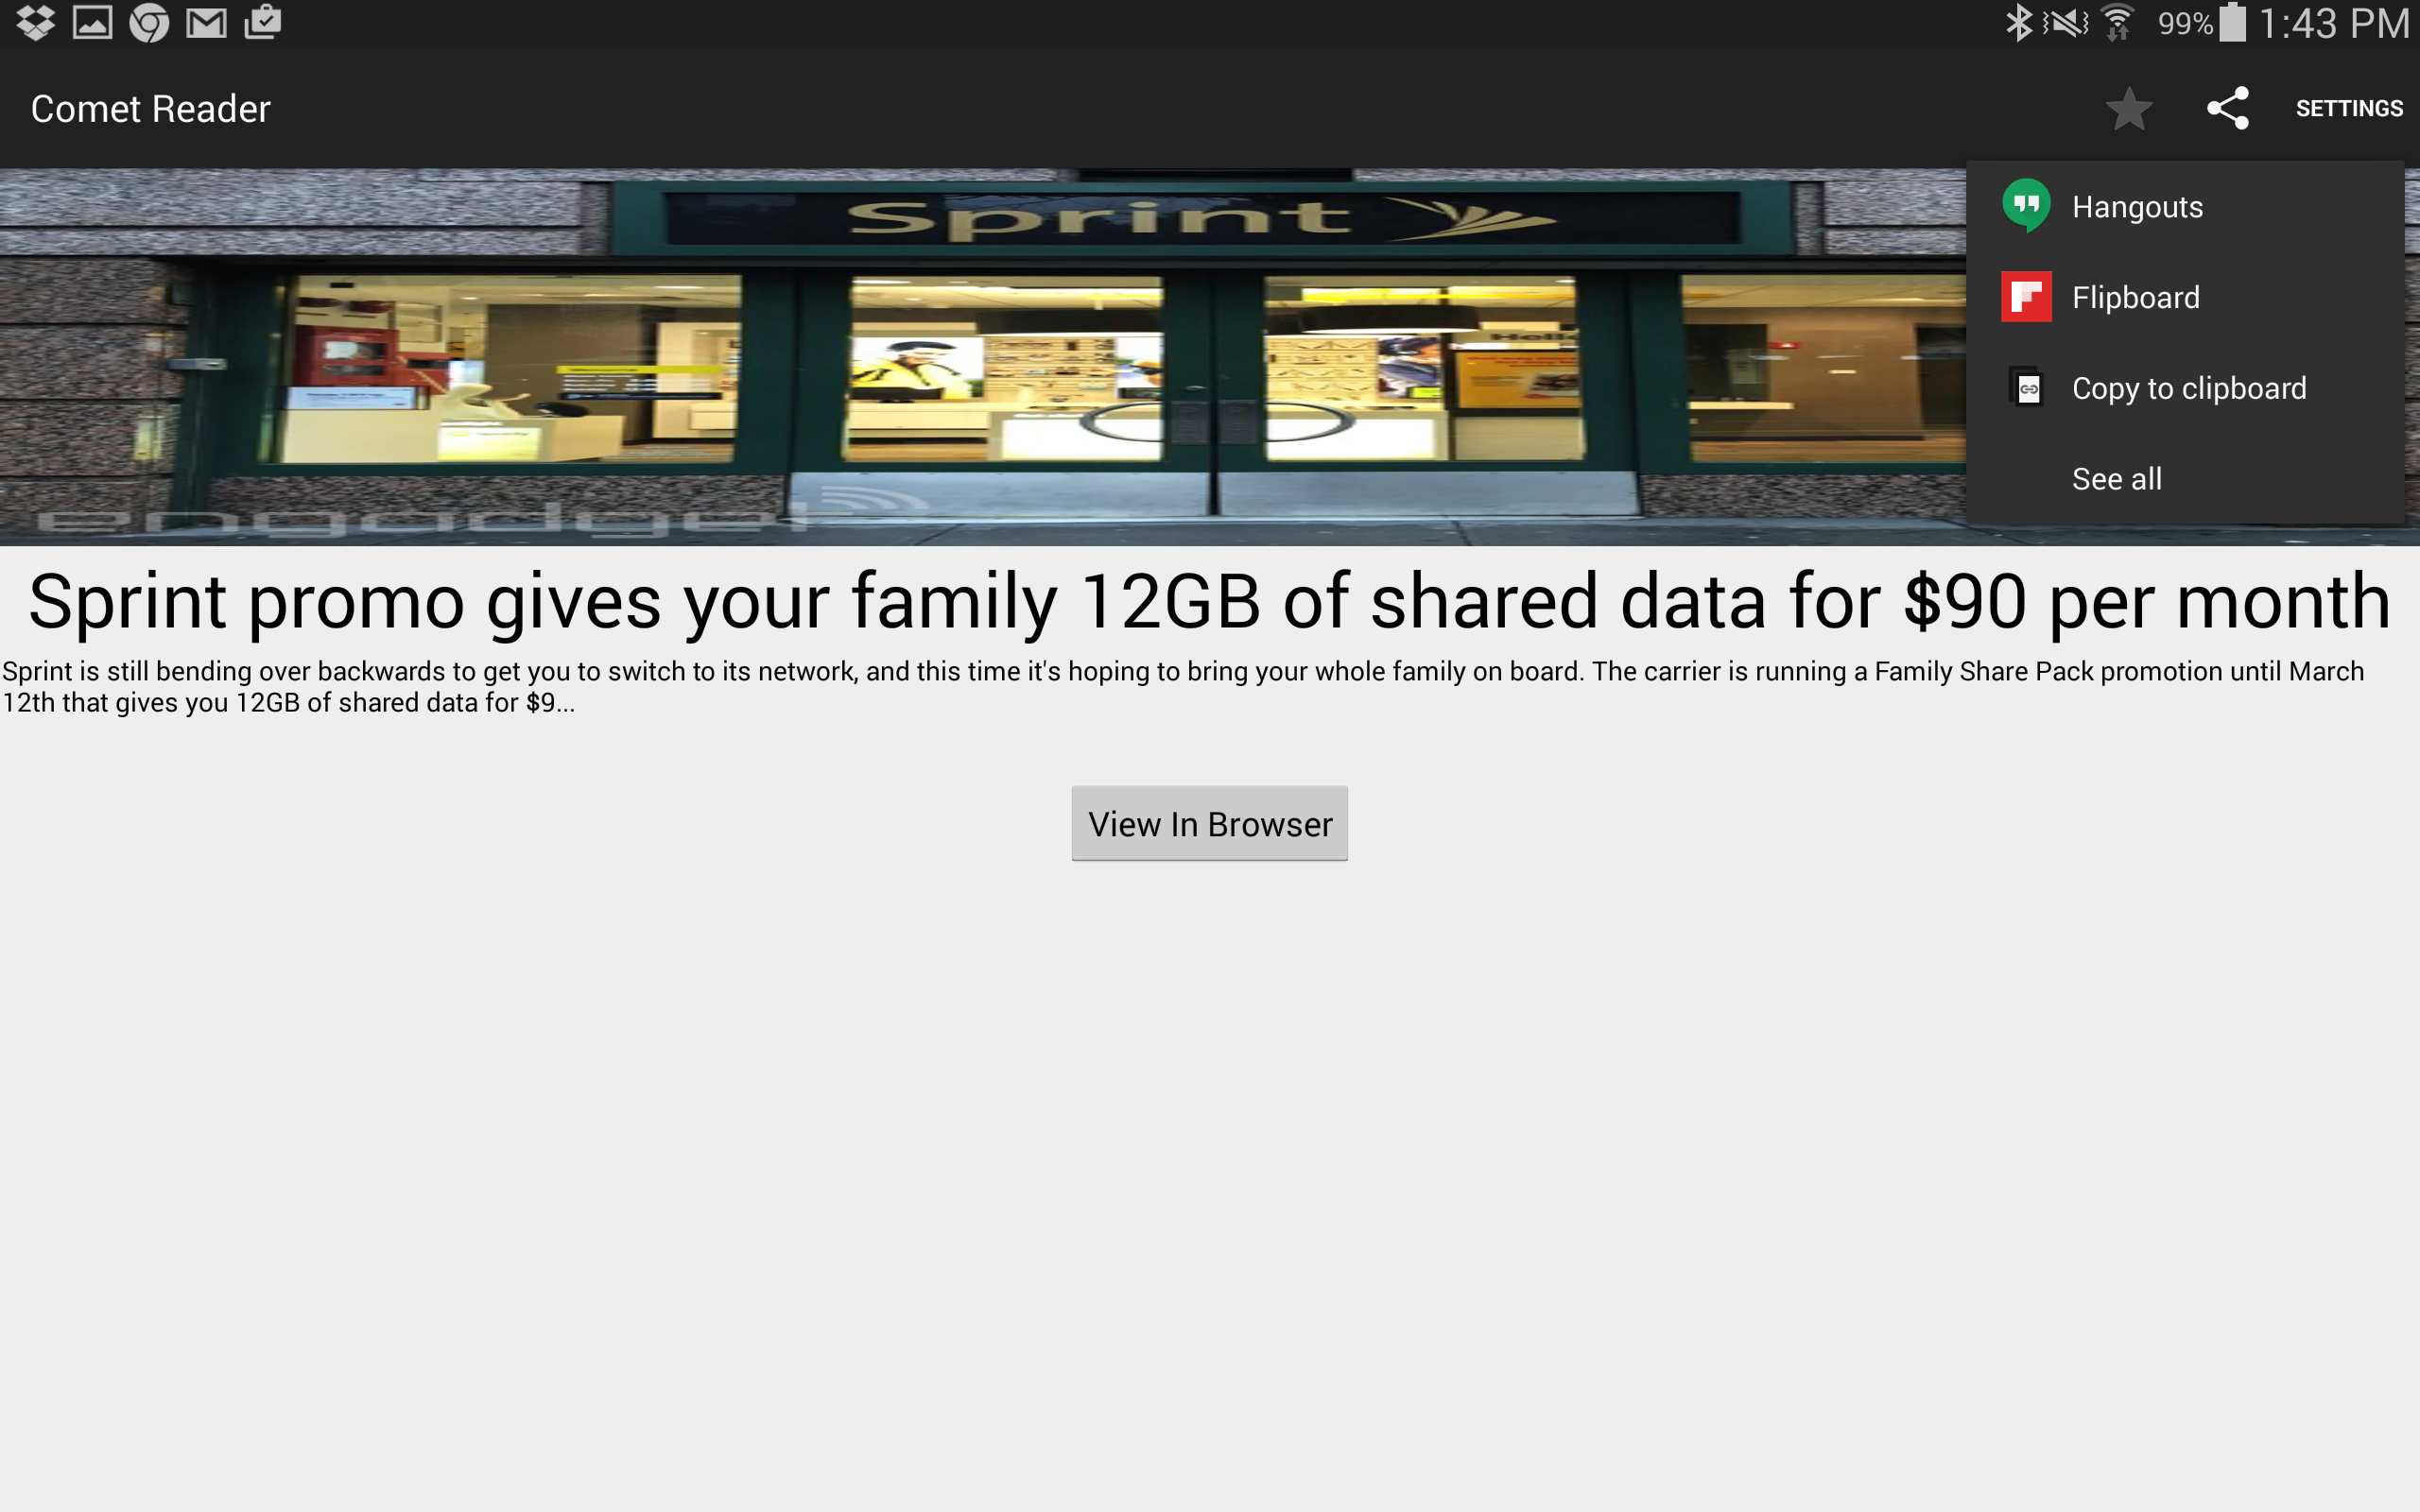 99% 1:43 PM
Comet Reader
SETTINGS
Sprint
Hangouts
Flipboard
Copy to clipboard
See all
engadget
Sprint promo gives your family 12GB of shared data for $90 per month
Sprint is still bending over backwards to get you to switch to its network, and this time it's hoping to bring your whole family on board. The carrier is running a Family Share Pack promotion until March
12th that gives you 12GB of shared data for $9...
View In Browser